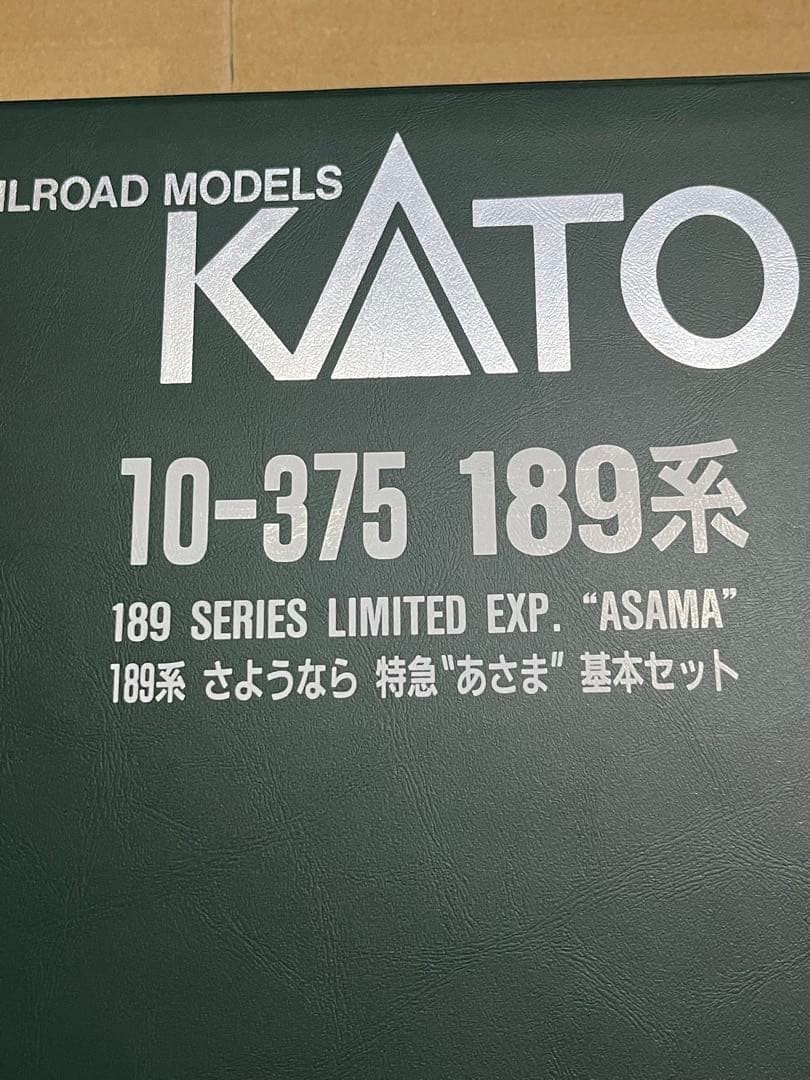 ILROAD MODELS
KATO
10-375 189系
189 SERIES LIMITED EXP. “ASAMA”
189系 さようなら 特急“あさま” 基本セット